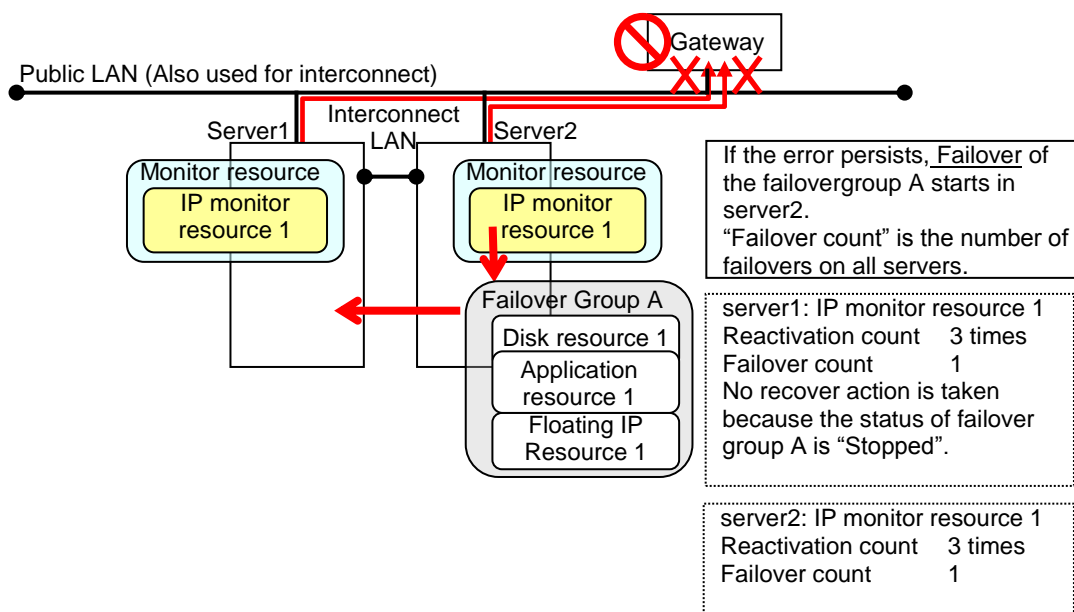 Gateway
Public LAN (Also used for interconnect)
Interconnect
LAN
Server1
Server2
Monitor resource
IP monitor
resource 1
Monitor resource
IP monitor
resource 1
Failover Group A
Disk resource 1
Application
resource 1
Floating IP
Resource 1
If the error persists, Failover of
the failovergroup A starts in
server2.
“Failover count” is the number of
failovers on all servers.
server1: IP monitor resource 1
Reactivation count 3 times
Failover count 1
No recover action is taken
because the status of failover
group A is “Stopped”.
server2: IP monitor resource 1
Reactivation count 3 times
Failover count 1